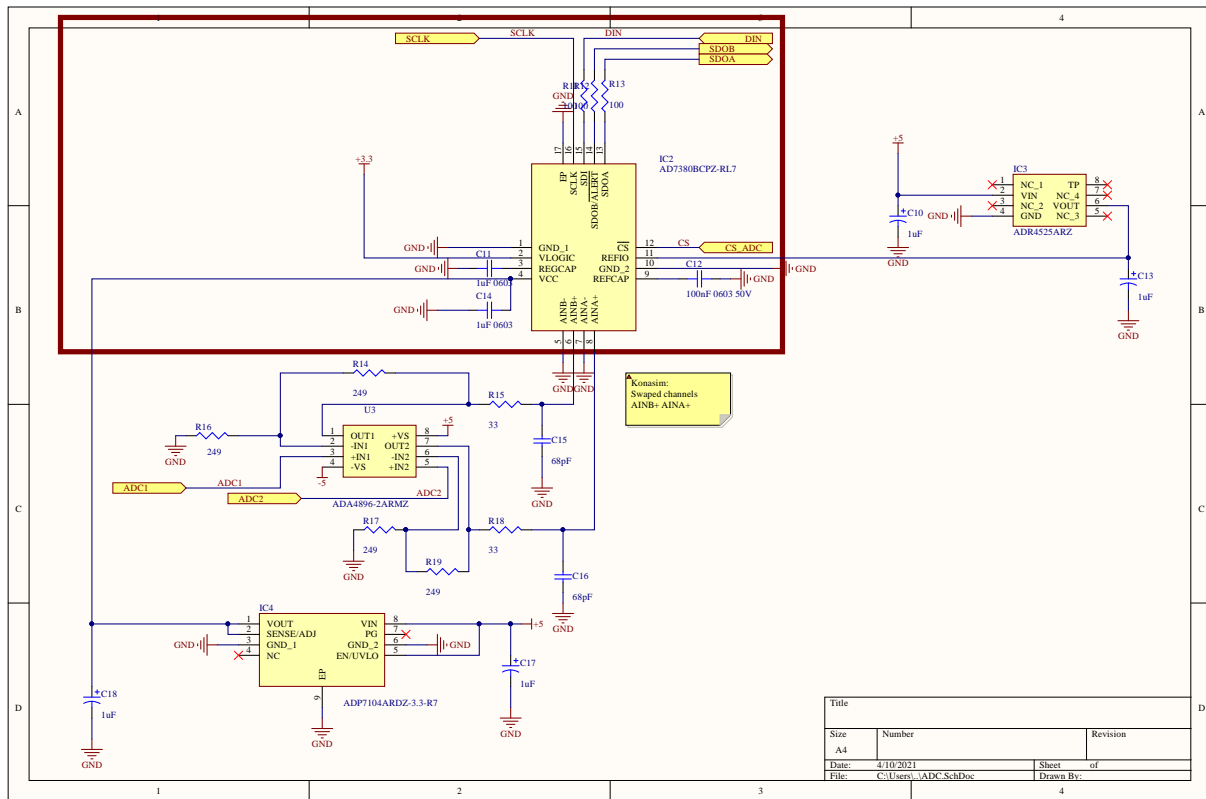 1
2
3
4
A
B
C
D
A
B
C
D
1
2
3
4
SCLK
SCLK
DIN
DIN
SDOB
SDOA
GND
R13
100
17
16
15
14
13
EP
SCLK
SDI
SDOB/ALERT
SDOA
IC2
AD7380BCPZ-RL7
+3.3
GND
1
GND_1
2
VLOGIC
3
REGCAP
4
VCC
C11
GND
1uF 0603
C14
GND
1uF 0603
CS
12
CS
CS_ADC
REFIO
11
GND_2
10
REFCAP
9
C12
GND
GND
100nF 0603 50V
AINB-
AINB+
AINA-
AINA+
5
6
7
8
GND
GND
+5
C10
1uF
GND
GND
IC3
1
NC_1
TP
8
2
VIN
NC_4
7
3
NC_2
VOUT
6
4
GND
NC_3
5
ADR4525ARZ
C13
1uF
GND
Konasim:
Swaped channels
AINB+ AINA+
R14
249
U3
R15
33
R16
249
GND
1
OUT1
+VS
8
2
-IN1
OUT2
7
3
+IN1
-IN2
6
4
-VS
+IN2
5
+5
-5
ADA4896-2ARMZ
C15
68pF
GND
ADC1
ADC1
ADC2
ADC2
R17
249
GND
R18
33
R19
249
C16
68pF
GND
IC4
1
VOUT
VIN
8
2
SENSE/ADJ
PG
7
3
GND_1
GND_2
6
4
NC
EN/UVLO
5
EP
9
GND
GND
+5
ADP7104ARDZ-3.3-R7
GND
C17
1uF
GND
C18
1uF
GND
Title
Size
Number
Revision
A4
Date:
4/10/2021
Sheet of
File:
C:\Users\..\ADC.SchDoc
Drawn By: